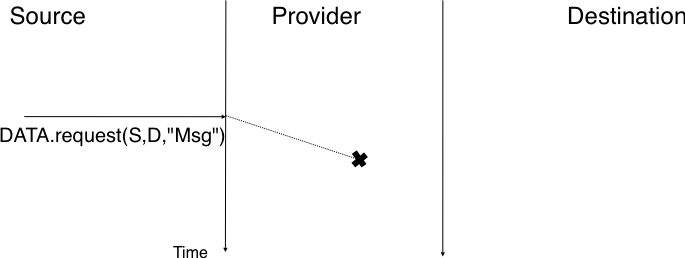 Source Provider Destination
DATA.request(S,D,"Msg")
Time